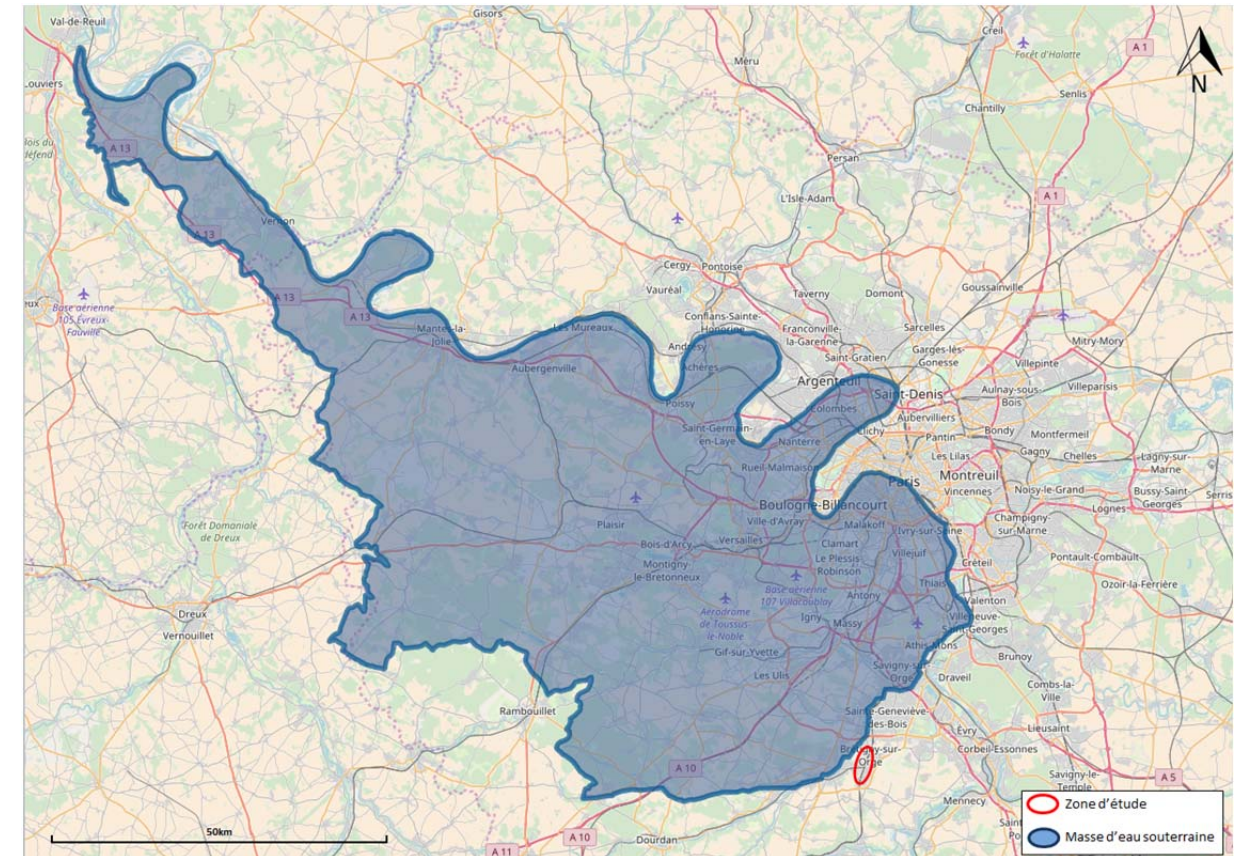 Val-de-Reuil
Gisors
Creil
A 1
Forêt d'Halatte
Méru
Louviers
Senlis
N
Chantilly
A 13
Persan
L'Isle-Adam
A 1
Vernon
A 13
Cergy
Pontoise
Goussainville
Vauréal
Taverny
Domont
A 13
Base aérienne
105 Évreux-
Fauville
A 13
Conflans-Sainte-
Honorine
Franconville-
la-Garenne
Sarcelles
Mantes-la-
Jolie
Les Mureaux
Andrésy
Saint-Gratien
Garges-lès-
Gonesse
Mitry-Mory
Villepinte
Aubergenville
Achères
Argenteuil
Saint-Denis
Aulnay-sous-
Bois
Villeparisis
Poissy
Colombes
Aubervilliers
Saint-Germain-
en-Laye
Nanterre
Clichy
Pantin
Bondy
Montfermeil
Les Lilas
Gagny
Chelles
Lagny-sur-
Marne
Rueil-Malmaison
Paris
Montreuil
Vincennes
Noisy-le-Grand
Bussy-Saint-
Georges
Serris
Boulogne-Billancourt
Lognes
Forêt Domaniale
de Dreux
Plaisir
Ville-d'Avray
Malakoff
Ivry-sur-Seine
Champigny-
sur-Marne
Bois-d'Arcy
Versailles
Clamart
Villejuif
Montigny-
le-Bretonneux
Le Plessis-
Robinson
Créteil
Pontault-Combault
Base aérienne
107 Villacoublay
Thiais
Ozoir-la-Ferrière
Dreux
Vernouillet
Aérodrome
de Toussus
-le-Noble
Antony
Valenton
Igny
Massy
Villeneuve-
Saint-Georges
Gif-sur-Yvette
Athis-Mons
Brunoy
Les Ulis
Savigny-sur-
Orge
Draveil
Combs-la-
Ville
Rambouillet
Sainte-Geneviève-
des-Bois
Évry
Lieusaint
Brétigny-sur-
Orge
Corbeil-Essonnes
A 10
Savigny-le-
Temple
A 5
Mennecy
Zone d'étude
50km
A 10
Dourdan
Masse d'eau souterraine
A 11
A 10